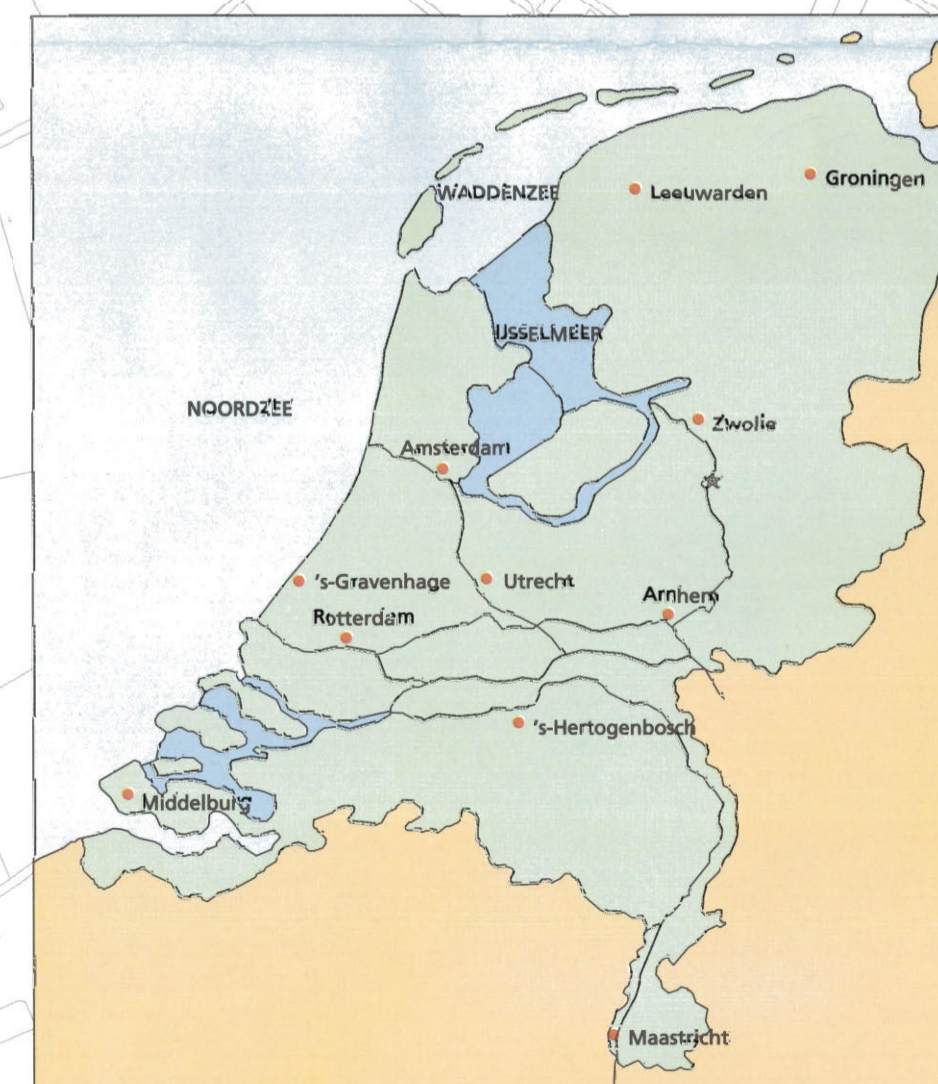 Groningen
Leeuwarden
WADDENZEE
IJSSELMEER
NOORDZEE
Zwolle
Amsterdam
's-Gravenhage
Utrecht
Arnhem
Rotterdam
's-Hertogenbosch
Middelburg
Maastricht